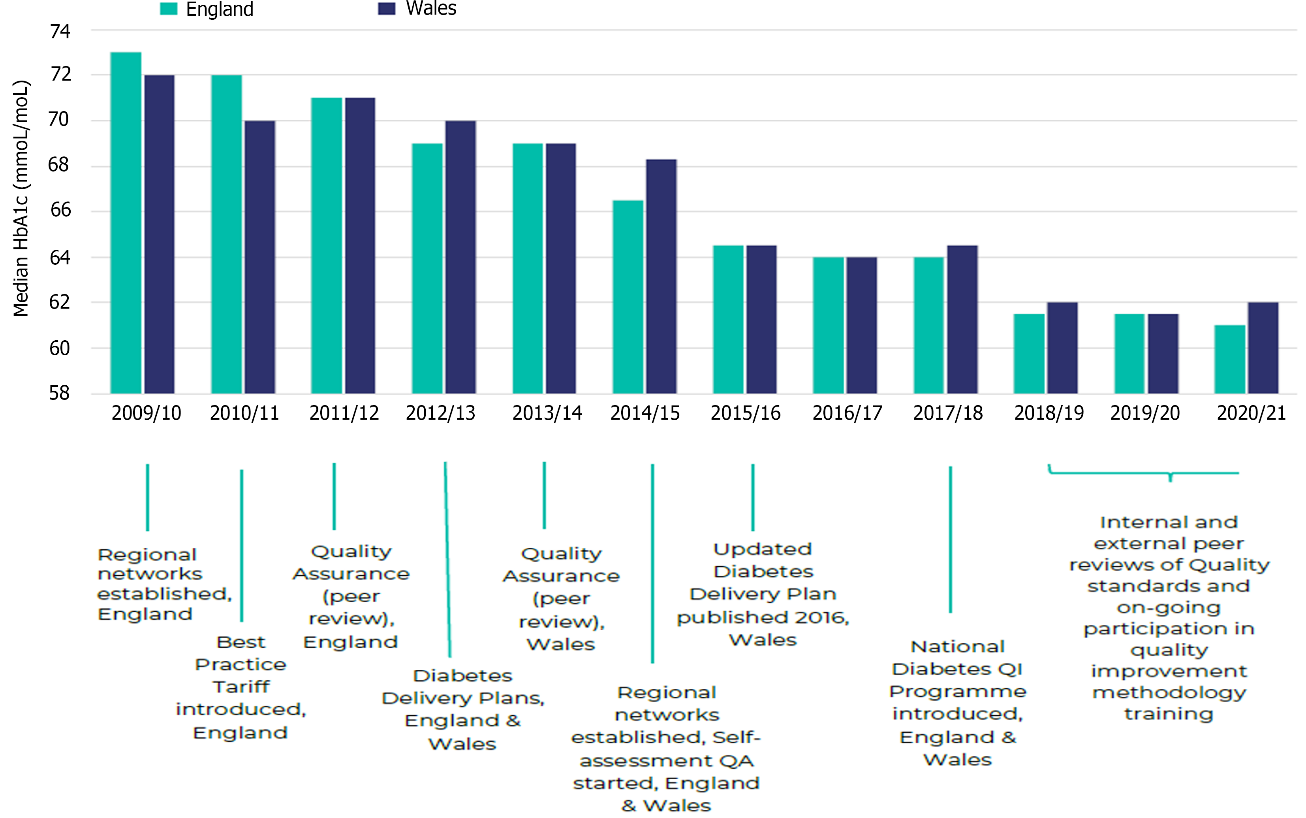 England
Wales
Median HbA1c (mmoL/moL)
74
72
70
68
66
64
62
60
58
2009/10
2010/11
2011/12
2012/13
2013/14
2014/15
2015/16
2016/17
2017/18
2018/19
2019/20
2020/21
Regional
networks
established,
England
Best
Practice
Tariff
introduced,
England
Quality
Assurance
(peer
review),
England
Diabetes
Delivery Plans,
England &
Wales
Quality
Assurance
(peer
review),
Wales
Regional
networks
established, Self-
assessment QA
started, England
& Wales
Updated
Diabetes
Delivery Plan
published 2016,
Wales
National
Diabetes QI
Programme
introduced,
England &
Wales
Internal and
external peer
reviews of Quality
standards and
on-going
participation in
quality
improvement
methodology
training